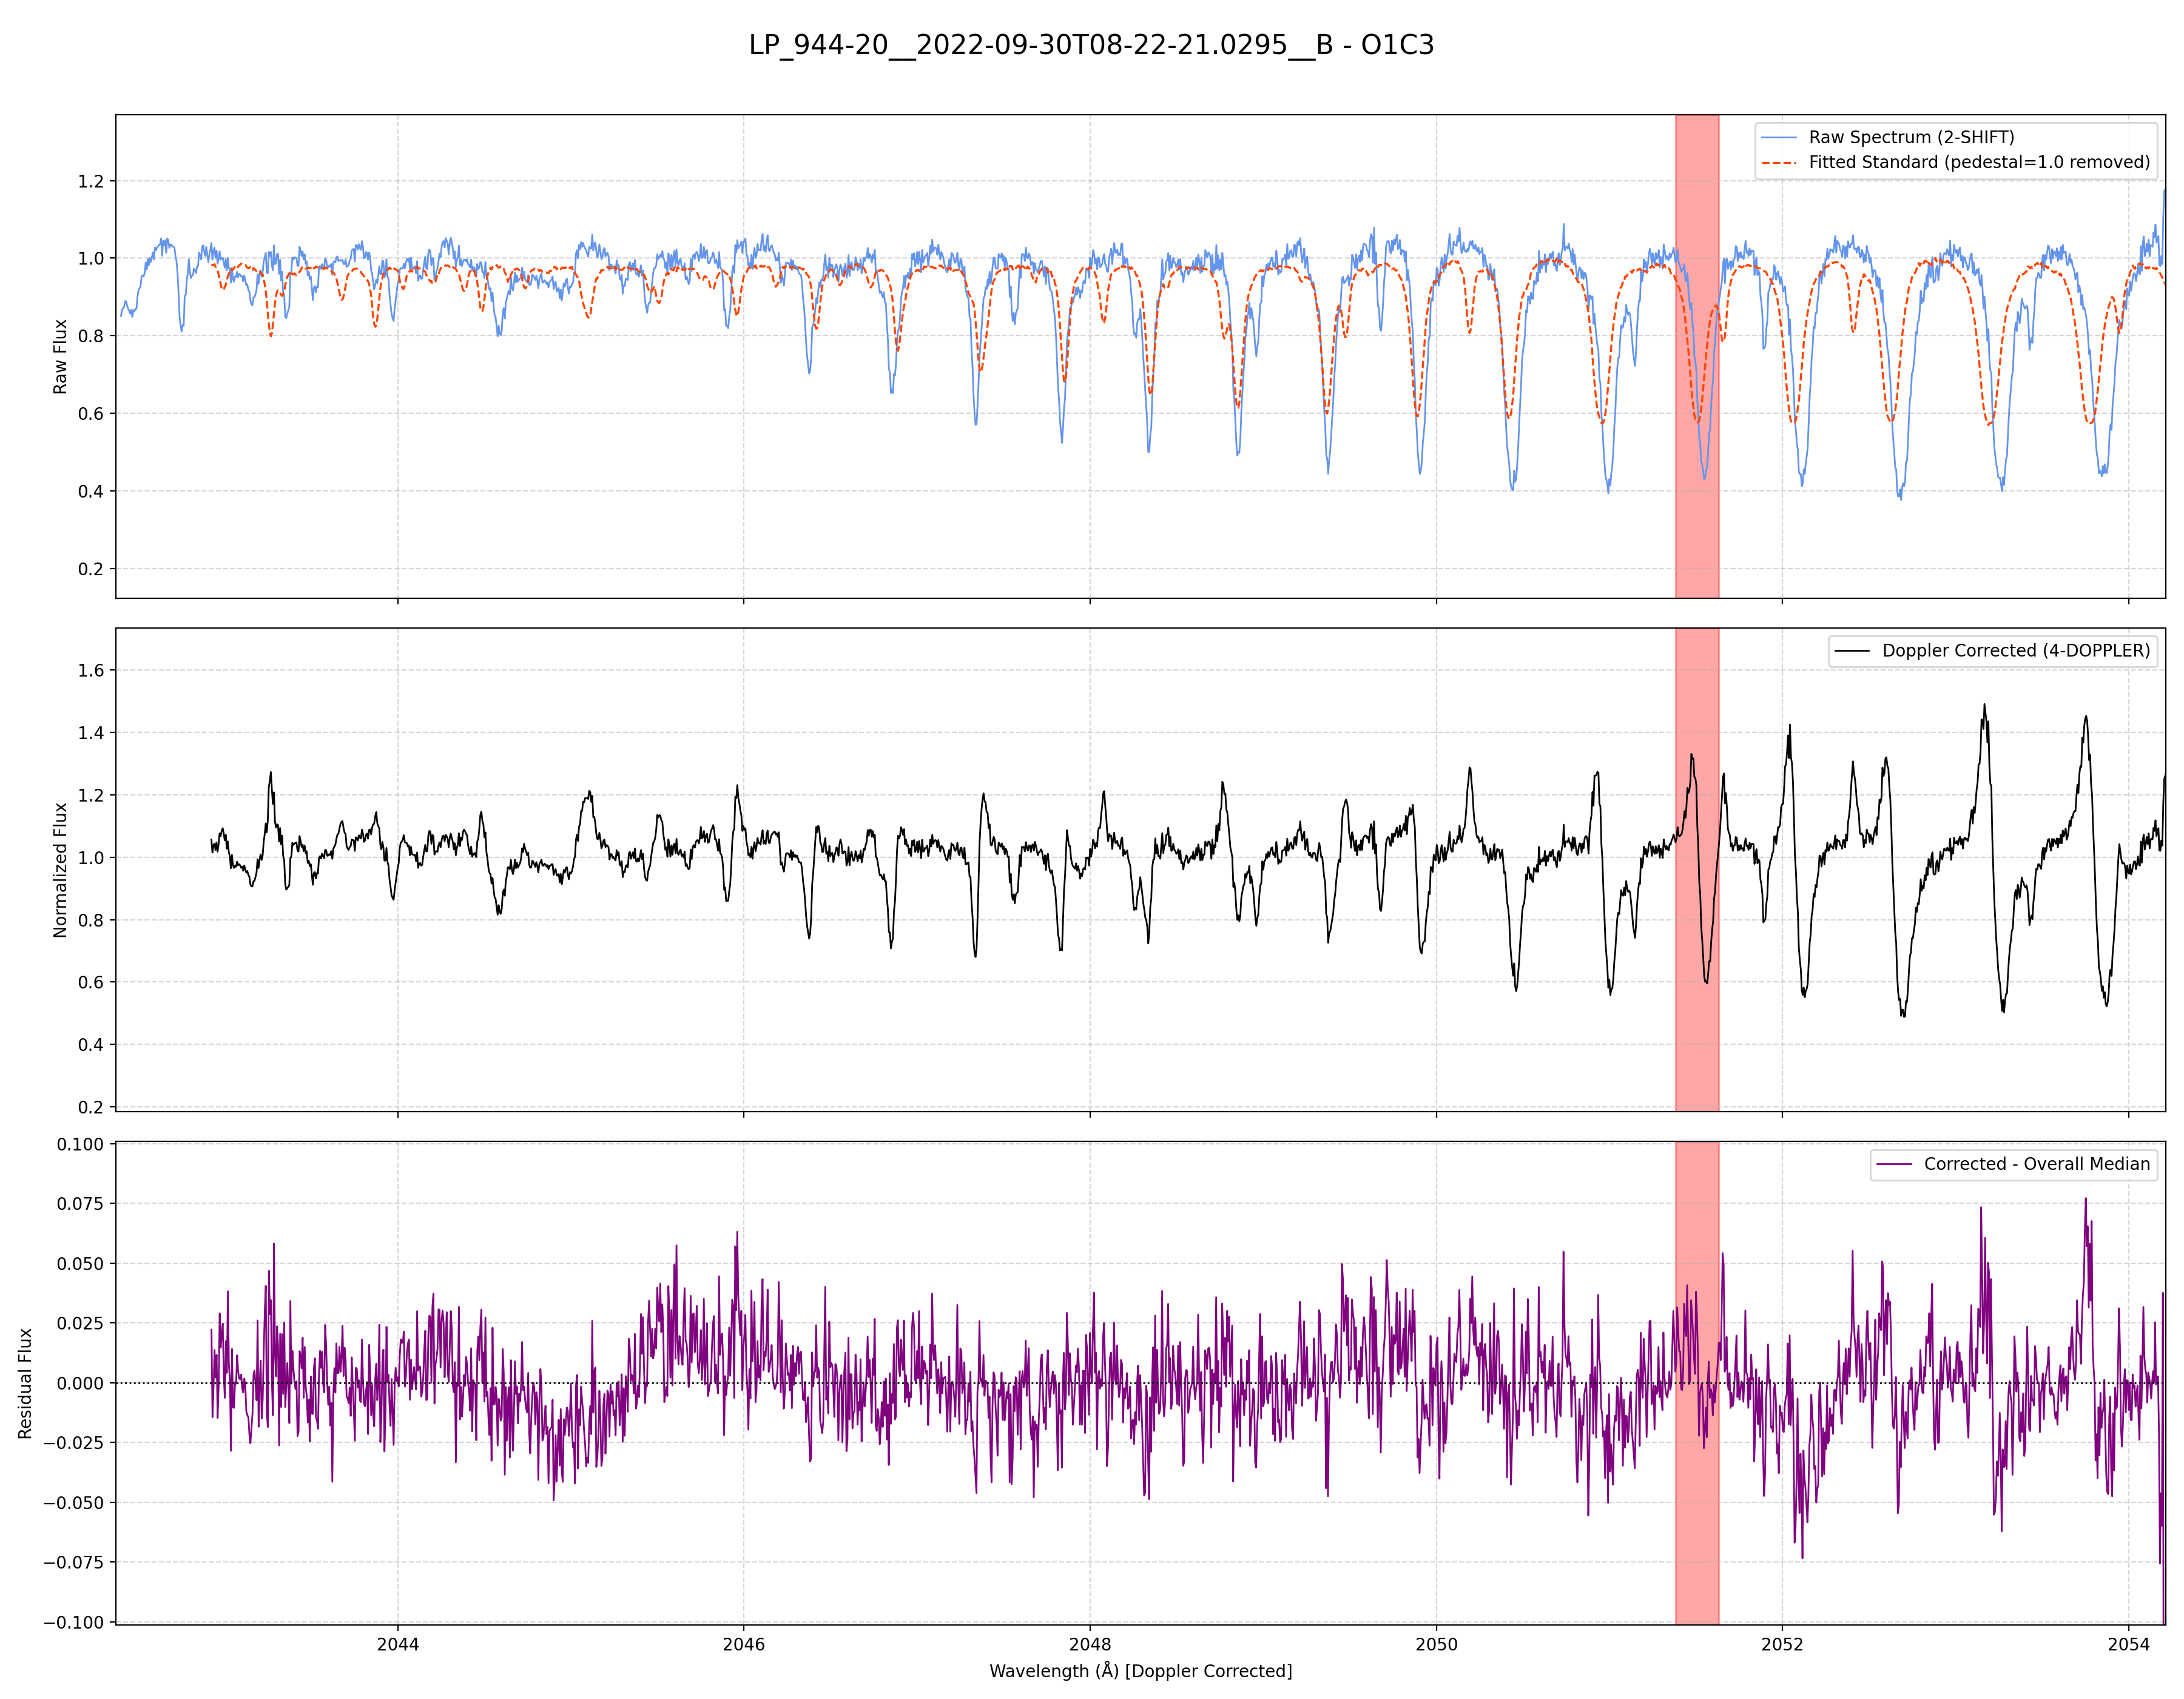 LP_944-20__2022-09-30T08-22-21.0295__B - O1C3
Raw Spectrum (2-SHIFT)
Fitted Standard (pedestal=1.0 removed)
1.2
1.0
0.8
0.6
0.4
0.2
Raw Flux
Doppler Corrected (4-DOPPLER)
1.6
1.4
1.2
1.0
0.8
0.6
0.4
0.2
Normalized Flux
Corrected - Overall Median
0.100
0.075
0.050
0.025
0.000
−0.025
−0.050
−0.075
−0.100
Residual Flux
2044 2046 2048 2050 2052 2054
Wavelength (Å) [Doppler Corrected]